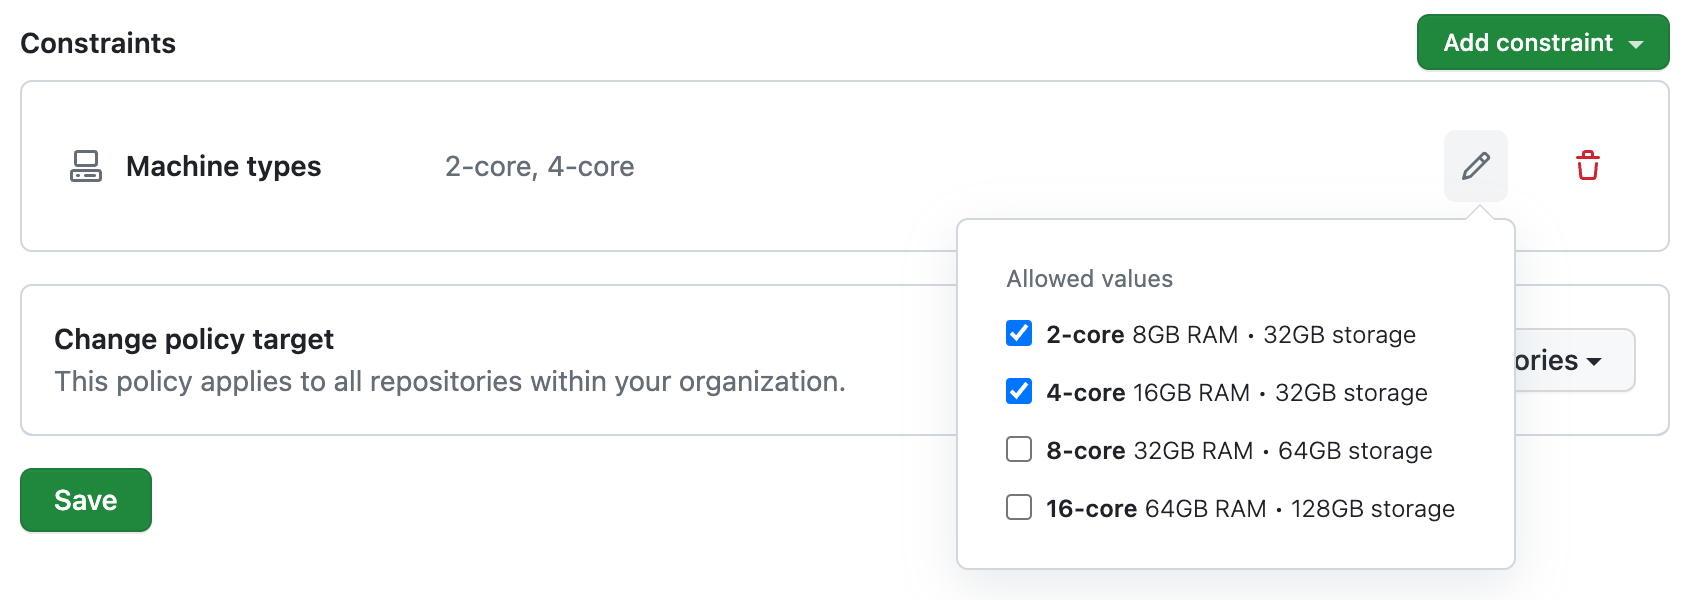 Constraints
Add constraint
Machine types
2-core, 4-core
Allowed values
2-core 8GB RAM • 32GB storage
4-core 16GB RAM • 32GB storage
8-core 32GB RAM • 64GB storage
16-core 64GB RAM • 128GB storage
Change policy target
This policy applies to all repositories within your organization.
Save